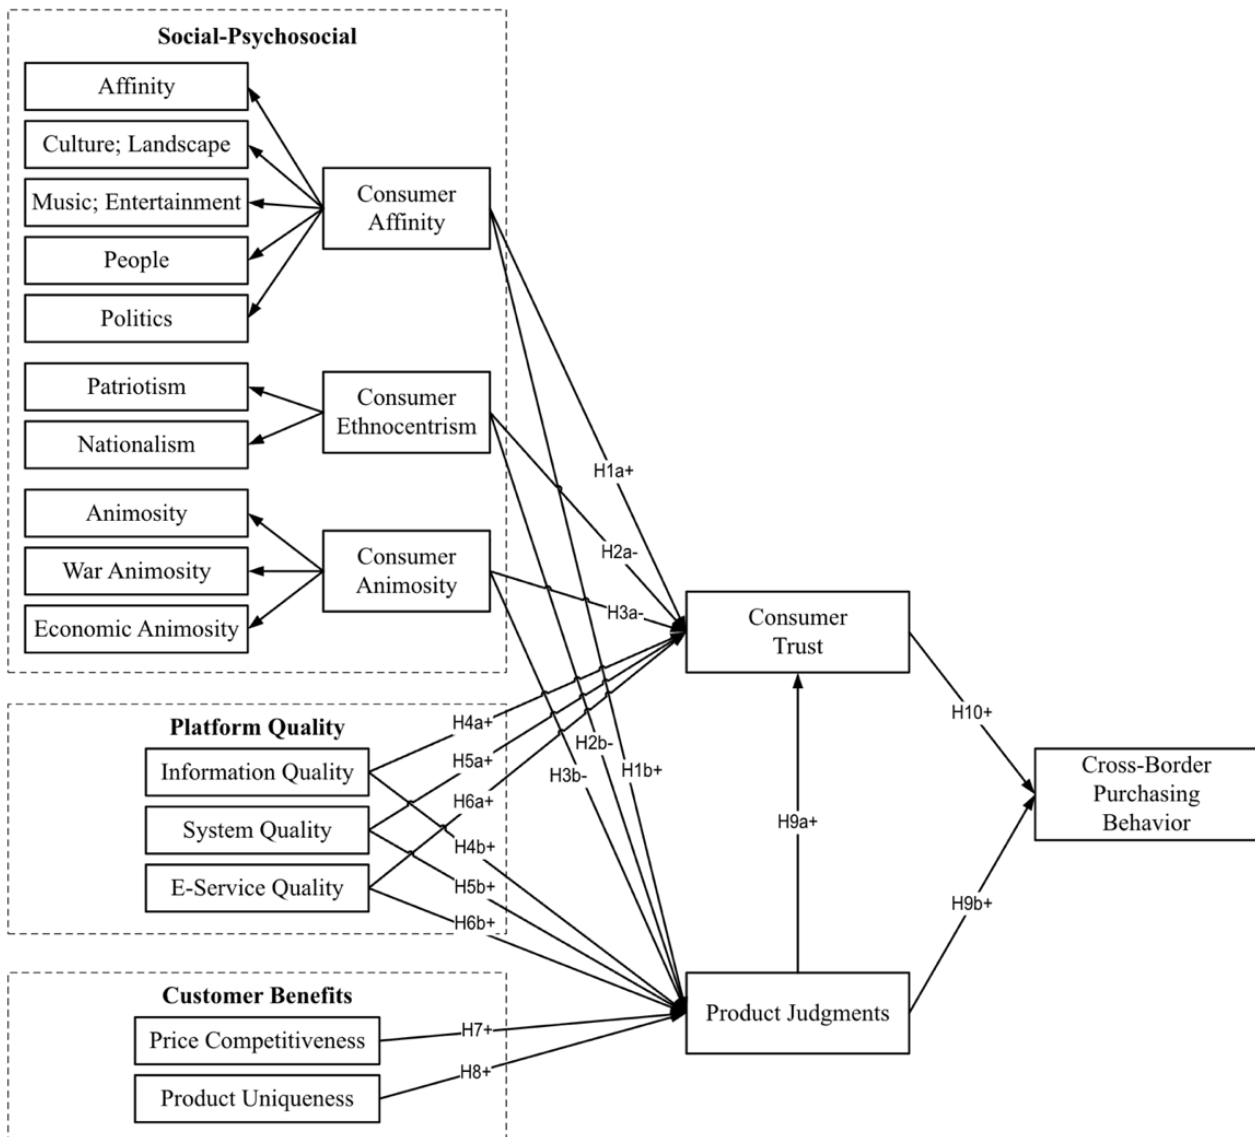 Social-Psychosocial
Affinity
Culture; Landscape
Music; Entertainment
People
Politics
Consumer
Affinity
Patriotism
Nationalism
Consumer
Ethnocentrism
Animosity
War Animosity
Economic Animosity
Consumer
Animosity
H1a+
H2a-
H3a-
Consumer
Trust
Platform Quality
Information Quality
System Quality
E-Service Quality
H4a+
H5a+
H6a+
H4b+
H5b+
H6b+
H2b-
H3b-
H1b+
H9a+
H10+
H9b+
Cross-Border
Purchasing
Behavior
Customer Benefits
Price Competitiveness
Product Uniqueness
H7+
H8+
Product Judgments